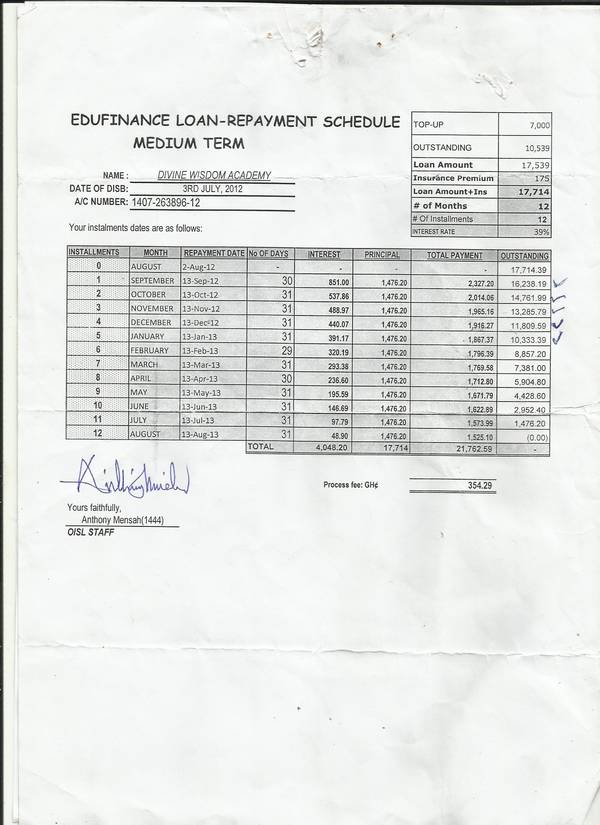 EDUFINANCE LOAN-REPAYMENT SCHEDULE
MEDIUM TERM
TOP-UP 7,000
OUTSTANDING 10,539
Loan Amount 17,539
Insurance Premium 175
Loan Amount+Ins 17,714
# of Months 12
# Of Installments 12
INTEREST RATE 39%
NAME : DIVINE WISDOM ACADEMY
DATE OF DISB: 3RD JULY, 2012
A/C NUMBER: 1407-263896-12
Your instalments dates are as follows:
INSTALLMENTS MONTH REPAYMENT DATE No OF DAYS INTEREST PRINCIPAL TOTAL PAYMENT OUTSTANDING
0 AUGUST 2-Aug-12 - - - - 17,714.39
1 SEPTEMBER 13-Sep-12 30 851.00 1,476.20 2,327.20 16,238.19
2 OCTOBER 13-Oct-12 31 537.86 1,476.20 2,014.06 14,761.99
3 NOVEMBER 13-Nov-12 31 488.97 1,476.20 1,965.16 13,285.79
4 DECEMBER 13-Dec-12 31 440.07 1,476.20 1,916.27 11,809.59
5 JANUARY 13-Jan-13 31 391.17 1,476.20 1,867.37 10,333.39
6 FEBRUARY 13-Feb-13 29 320.19 1,476.20 1,796.39 8,857.20
7 MARCH 13-Mar-13 31 293.38 1,476.20 1,769.58 7,381.00
8 APRIL 13-Apr-13 30 236.60 1,476.20 1,712.80 5,904.80
9 MAY 13-May-13 31 195.59 1,476.20 1,671.79 4,428.60
10 JUNE 13-Jun-13 31 146.69 1,476.20 1,622.89 2,952.40
11 JULY 13-Jul-13 31 97.79 1,476.20 1,573.99 1,476.20
12 AUGUST 13-Aug-13 31 48.90 1,476.20 1,525.10 (0.00)
TOTAL 4,048.20 17,714 21,762.59 -
Process fee: GH¢ 354.29
Yours faithfully,
Anthony Mensah(1444)
OISL STAFF